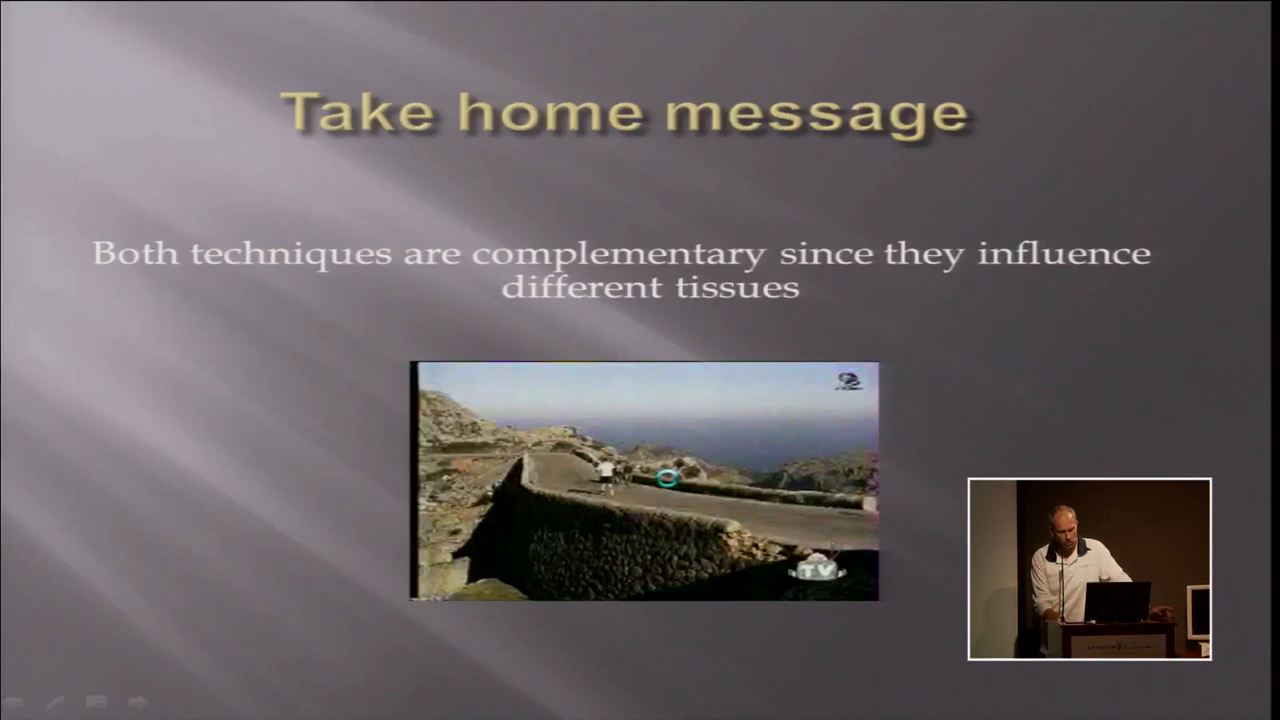 Take home message
Both techniques are complementary since they influence
different tissues
TV